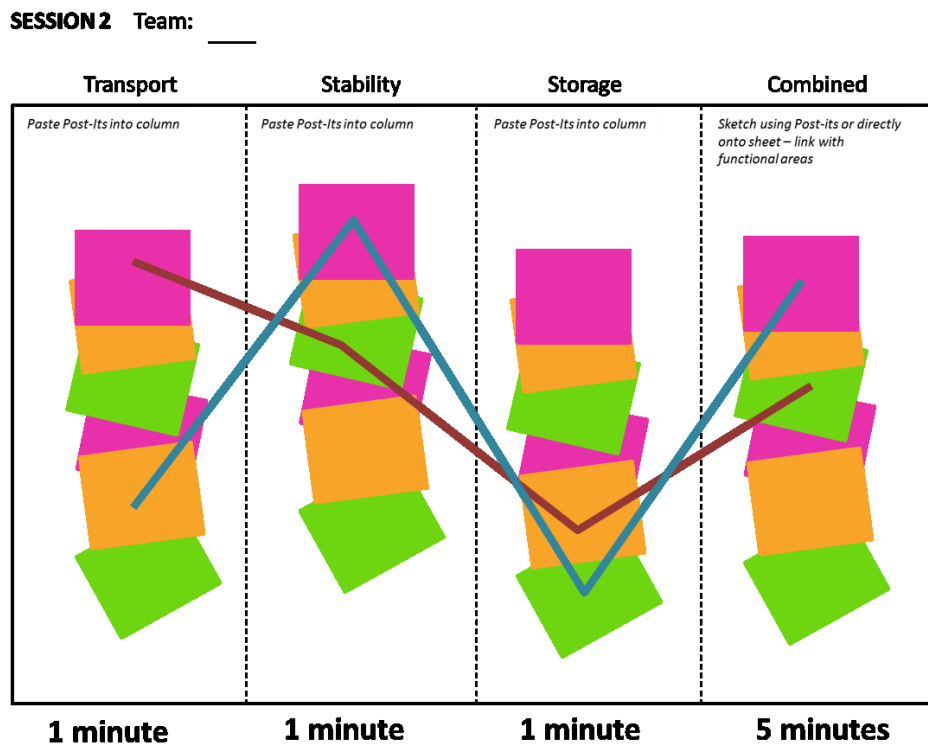 SESSION 2 Team: ____
Transport Stability Storage Combined
Paste Post-Its into column
Paste Post-Its into column
Paste Post-Its into column
Sketch using Post-its or directly
onto sheet – link with
functional areas
1 minute 1 minute 1 minute 5 minutes